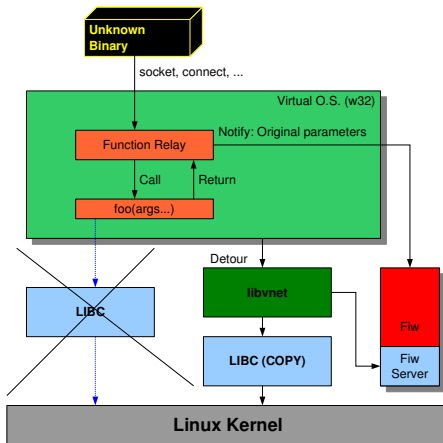 Unknown
Binary
socket, connect, ...
Virtual O.S. (w32)
Notify: Original parameters
Function Relay
Call
Return
foo(args...)
Detour
LIBC
libvnet
Fiw
LIBC (COPY)
Fiw
Server
Linux Kernel